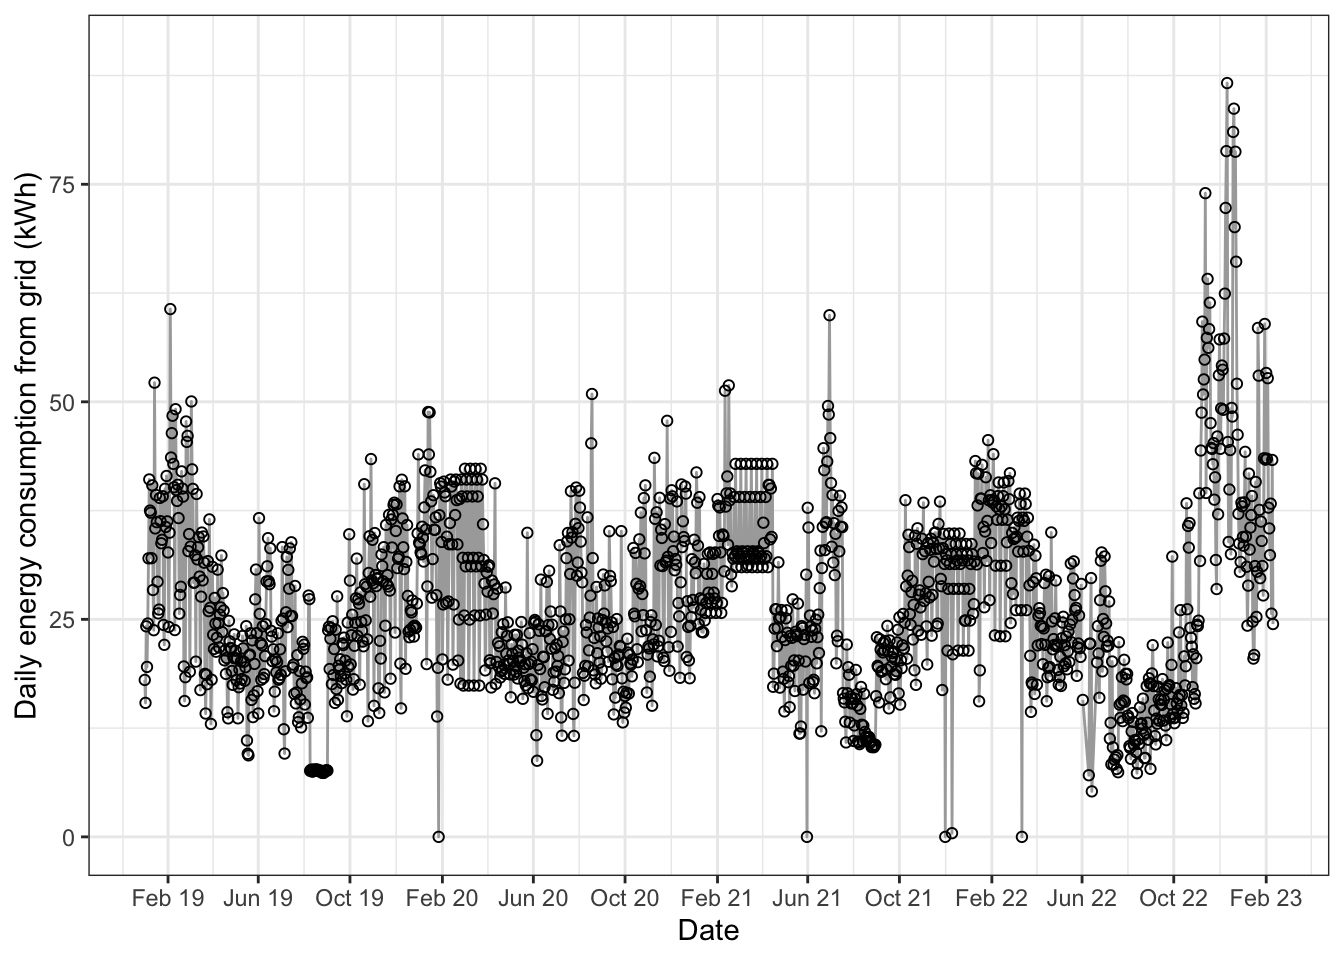 Daily energy consumption from grid (kWh)
75
50
25
0
Feb 19 Jun 19 Oct 19 Feb 20 Jun 20 Oct 20 Feb 21 Jun 21 Oct 21 Feb 22 Jun 22 Oct 22 Feb 23
Date